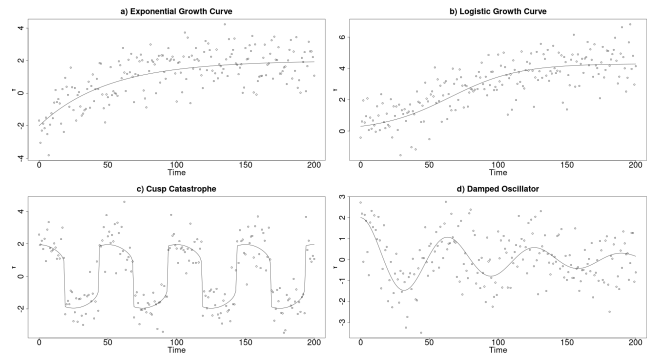 a) Exponential Growth Curve
4
2
0
-2
-4
τ
0 50 100 150 200
Time
b) Logistic Growth Curve
6
4
2
0
τ
0 50 100 150 200
Time
c) Cusp Catastrophe
4
2
0
-2
τ
0 50 100 150 200
Time
d) Damped Oscillator
3
2
1
0
-1
-3
τ
0 50 100 150 200
Time